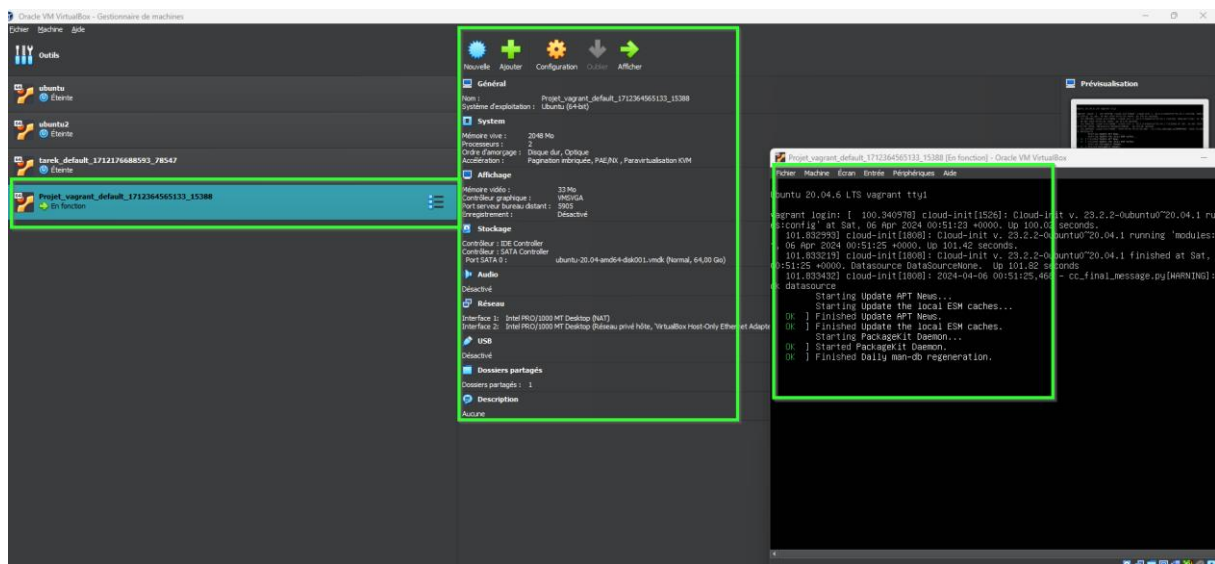 Oracle VM VirtualBox - Gestionnaire de machines
Fichier Machine Aide
Outils
ubuntu
Éteinte
ubuntu2
Éteinte
tarek_default_1712176688593_78547
Éteinte
Projet_vagrant_default_1712364565133_15388
En fonction
Nouvelle Ajouter Configuration Oublier Afficher
Général
Nom : Projet_vagrant_default_1712364565133_15388
Système d'exploitation : Ubuntu (64-bit)
System
Mémoire vive : 2048 Mo
Processeurs : 2
Ordre d'amorçage : Disque dur, Optique
Accélération : Pagination imbriquée, PAE/NX , Paravirtualisation KVM
Affichage
Mémoire vidéo : 33 Mo
Contrôleur graphique : VMSVGA
Port serveur bureau distant : 5905
Enregistrement : Désactivé
Stockage
Contrôleur : IDE Controller
Contrôleur : SATA Controller
Port SATA 0 : ubuntu-20.04-amd64-disk001.vmdk (Normal, 64,00 Gio)
Audio
Désactivé
Réseau
Interface 1: Intel PRO/1000 MT Desktop (NAT)
Interface 2: Intel PRO/1000 MT Desktop (Réseau privé hôte, 'VirtualBox Host-Only Ethernet Adapte
USB
Désactivé
Dossiers partagés
Dossiers partagés : 1
Description
Aucune
Prévisualisation
Projet_vagrant_default_1712364565133_15388 [En fonction] - Oracle VM VirtualBox
Fichier Machine Écran Entrée Périphériques Aide
Ubuntu 20.04.6 LTS vagrant tty1
vagrant login: [ 100.340978] cloud-init[1526]: Cloud-init v. 23.2.2-0ubuntu0~20.04.1 ru
es:config' at Sat, 06 Apr 2024 00:51:23 +0000. Up 100.02 seconds.
101.832993] cloud-init[1808]: Cloud-init v. 23.2.2-0ubuntu0~20.04.1 running 'modules:
, 06 Apr 2024 00:51:25 +0000. Up 101.42 seconds.
101.833219] cloud-init[1808]: Cloud-init v. 23.2.2-0ubuntu0~20.04.1 finished at Sat,
00:51:25 +0000. Datasource DataSourceNone. Up 101.82 seconds
101.833432] cloud-init[1808]: 2024-04-06 00:51:25,466 - cc_final_message.py[WARNING]:
k datasource
Starting Update APT News...
Starting Update the local ESM caches...
OK ] Finished Update APT News.
OK ] Finished Update the local ESM caches.
Starting PackageKit Daemon...
OK ] Started PackageKit Daemon.
OK ] Finished Daily man-db regeneration.